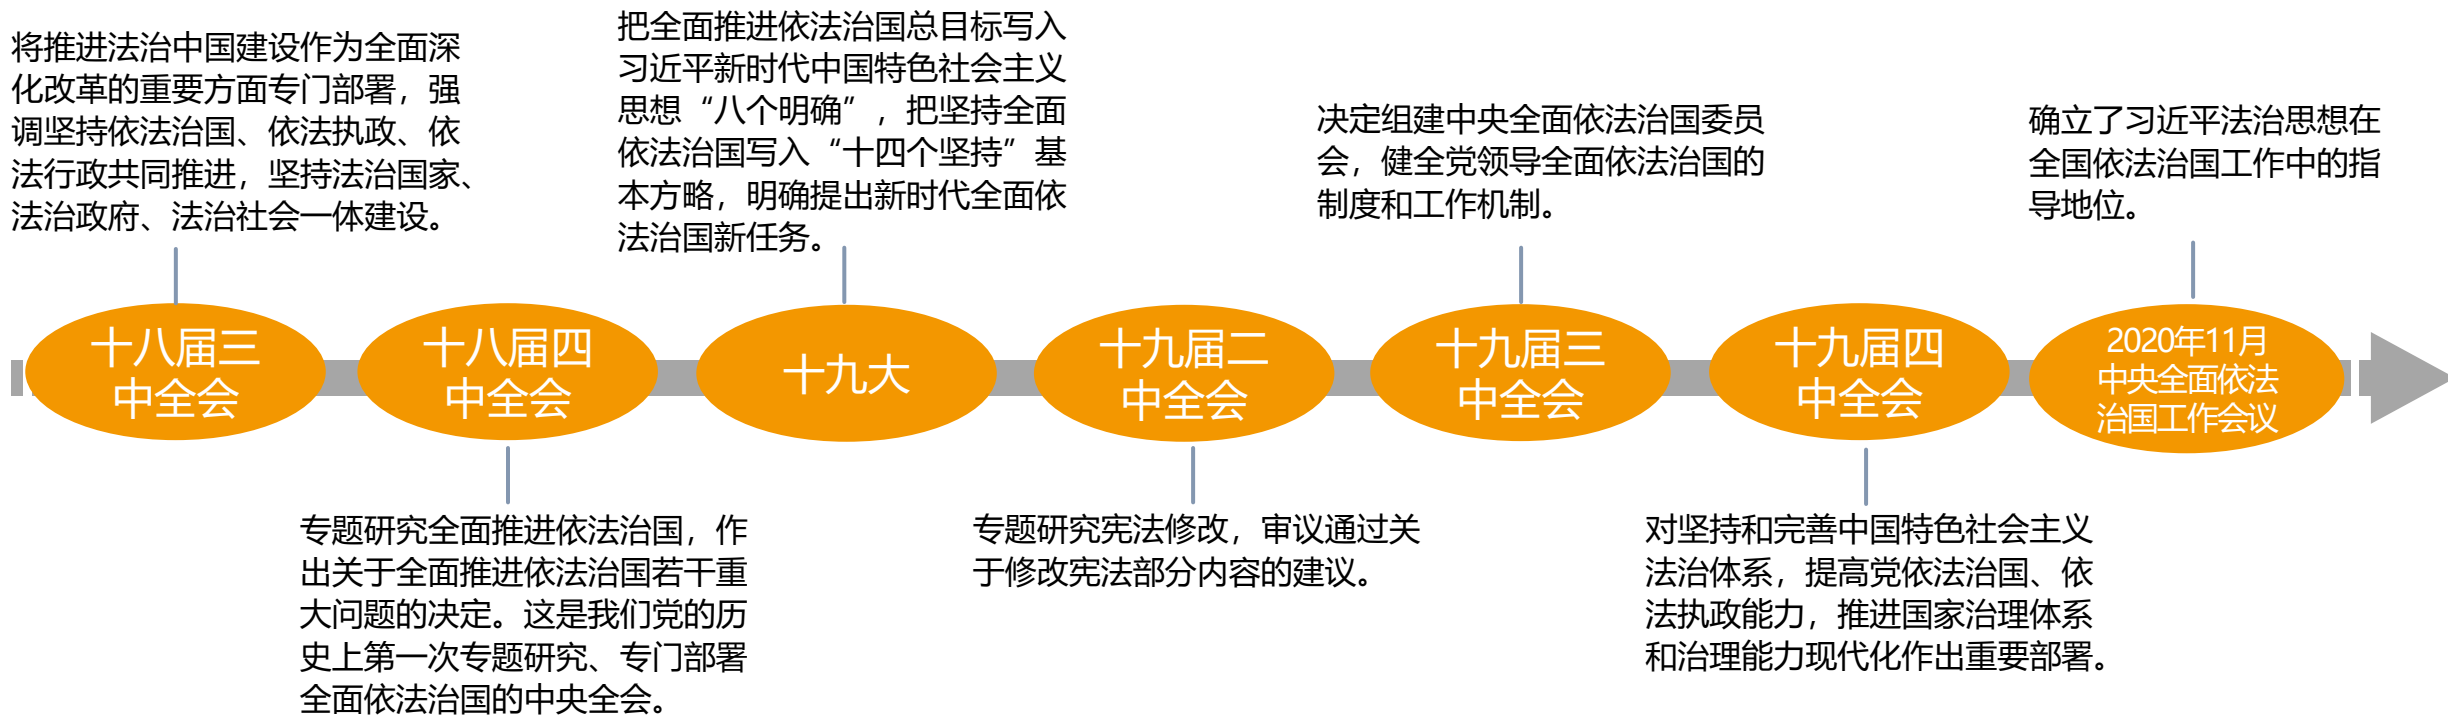 将推进法治中国建设作为全面深
化改革的重要方面专门部署，强
调坚持依法治国、依法执政、依
法行政共同推进，坚持法治国家、
法治政府、法治社会一体建设。
把全面推进依法治国总目标写入
习近平新时代中国特色社会主义
思想“八个明确”，把坚持全面
依法治国写入“十四个坚持”基
本方略，明确提出新时代全面依
法治国新任务。
决定组建中央全面依法治国委员
会，健全党领导全面依法治国的
制度和工作机制。
确立了习近平法治思想在
全国依法治国工作中的指
导地位。
十八届三
中全会
十八届四
中全会
十九大
十九届二
中全会
十九届三
中全会
十九届四
中全会
2020年11月
中央全面依法
治国工作会议
专题研究全面推进依法治国，作
出关于全面推进依法治国若干重
大问题的决定。这是我们党的历
史上第一次专题研究、专门部署
全面依法治国的中央全会。
专题研究宪法修改，审议通过关
于修改宪法部分内容的建议。
对坚持和完善中国特色社会主义
法治体系，提高党依法治国、依
法执政能力，推进国家治理体系
和治理能力现代化作出重要部署。